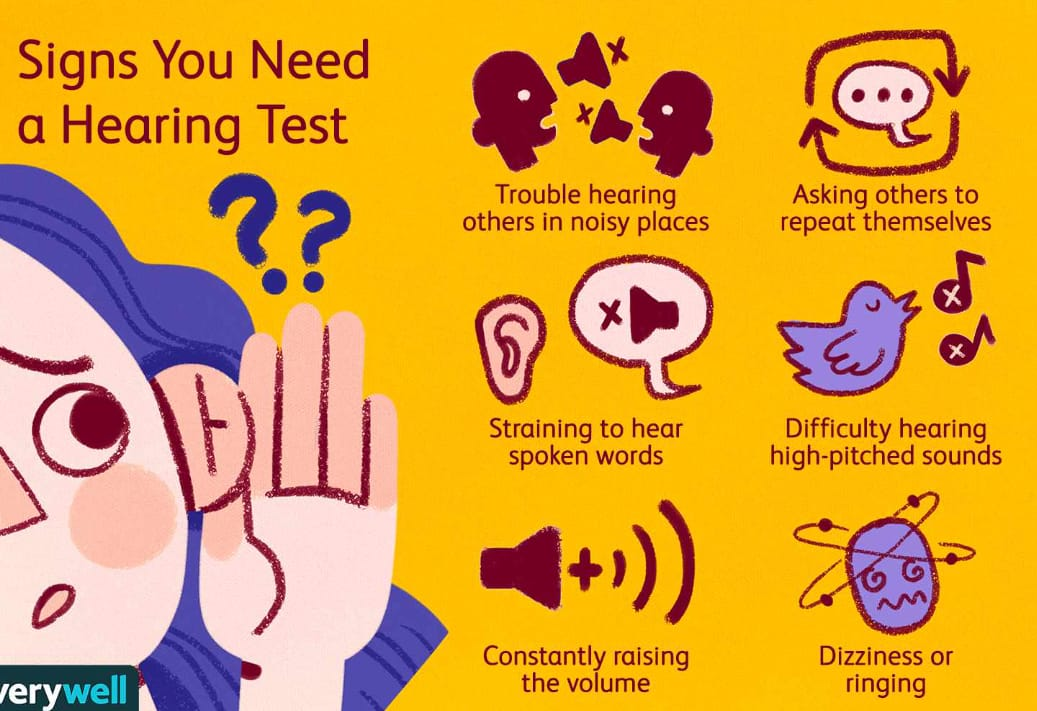 Signs You Need
a Hearing Test
??
Trouble hearing
others in noisy places
Asking others to
repeat themselves
Straining to hear
spoken words
Difficulty hearing
high-pitched sounds
Constantly raising
the volume
Dizziness or
ringing
verywell